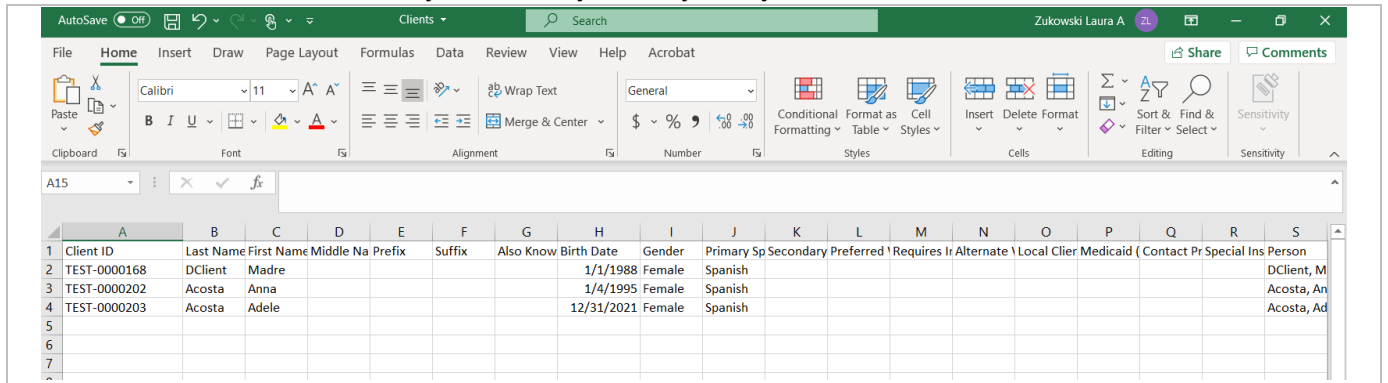 AutoSave Off Clients Search Zukowski Laura A ZL
File Home Insert Draw Page Layout Formulas Data Review View Help Acrobat Share Comments
Paste Calibri 11 A^ A˅ Wrap Text General Conditional Formatting Format as Table Cell Styles Insert Delete Format Sort & Filter Find & Select Sensitivity
B I U A Merge & Center $ % 9 .00 .00
Clipboard Font Alignment Number Styles Cells Editing Sensitivity
A15 fx
A B C D E F G H I J K L M N O P Q R S
1 Client ID Last Name First Name Middle Na Prefix Suffix Also Know Birth Date Gender Primary Sp Secondary Preferred Requires Ir Alternate Local Clier Medicaid ( Contact Pr Special Ins Person
2 TEST-0000168 DClient Madre 1/1/1988 Female Spanish DClient, M
3 TEST-0000202 Acosta Anna 1/4/1995 Female Spanish Acosta, An
4 TEST-0000203 Acosta Adele 12/31/2021 Female Spanish Acosta, Ad
5
6
7